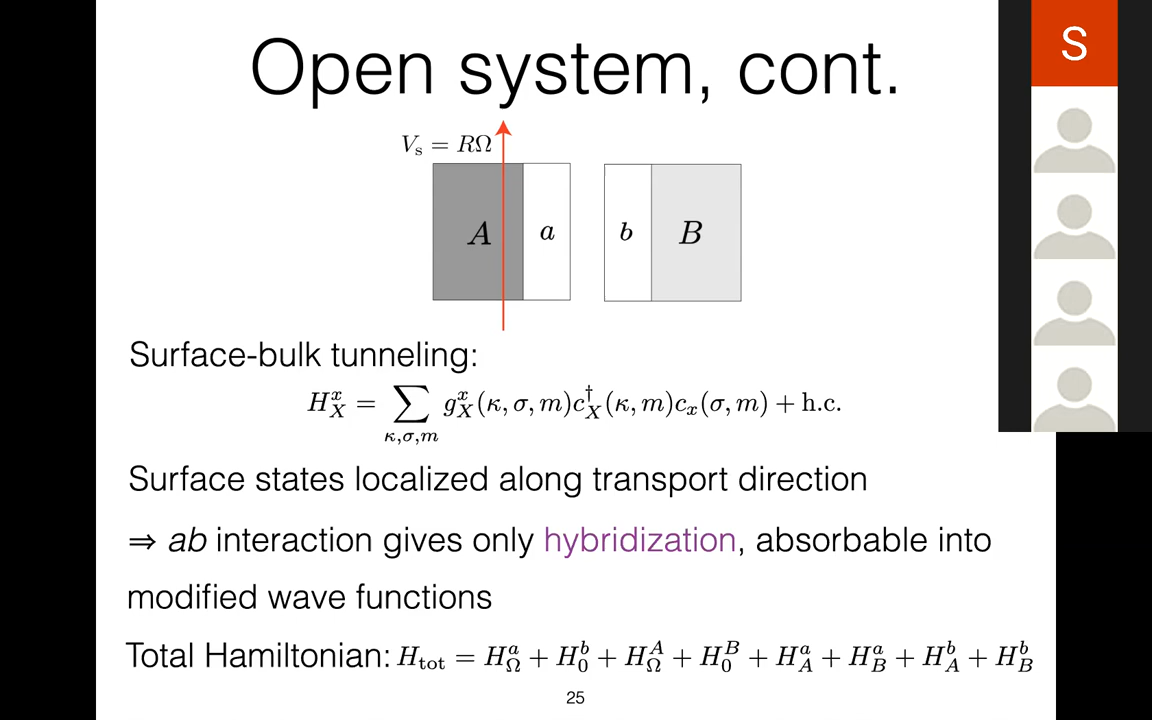 Open system, cont.
S
V_s = RΩ
A a b B
Surface-bulk tunneling:
H_X^x = ∑_{κ,σ,m} g_X^x(κ, σ, m)c_X^†(κ, m)c_x(σ, m) + h.c.
Surface states localized along transport direction
⇒ ab interaction gives only hybridization, absorbable into
modified wave functions
Total Hamiltonian: H_tot = H_Ω^a + H_0^b + H_Ω^A + H_0^B + H_A^a + H_B^a + H_A^b + H_B^b
25